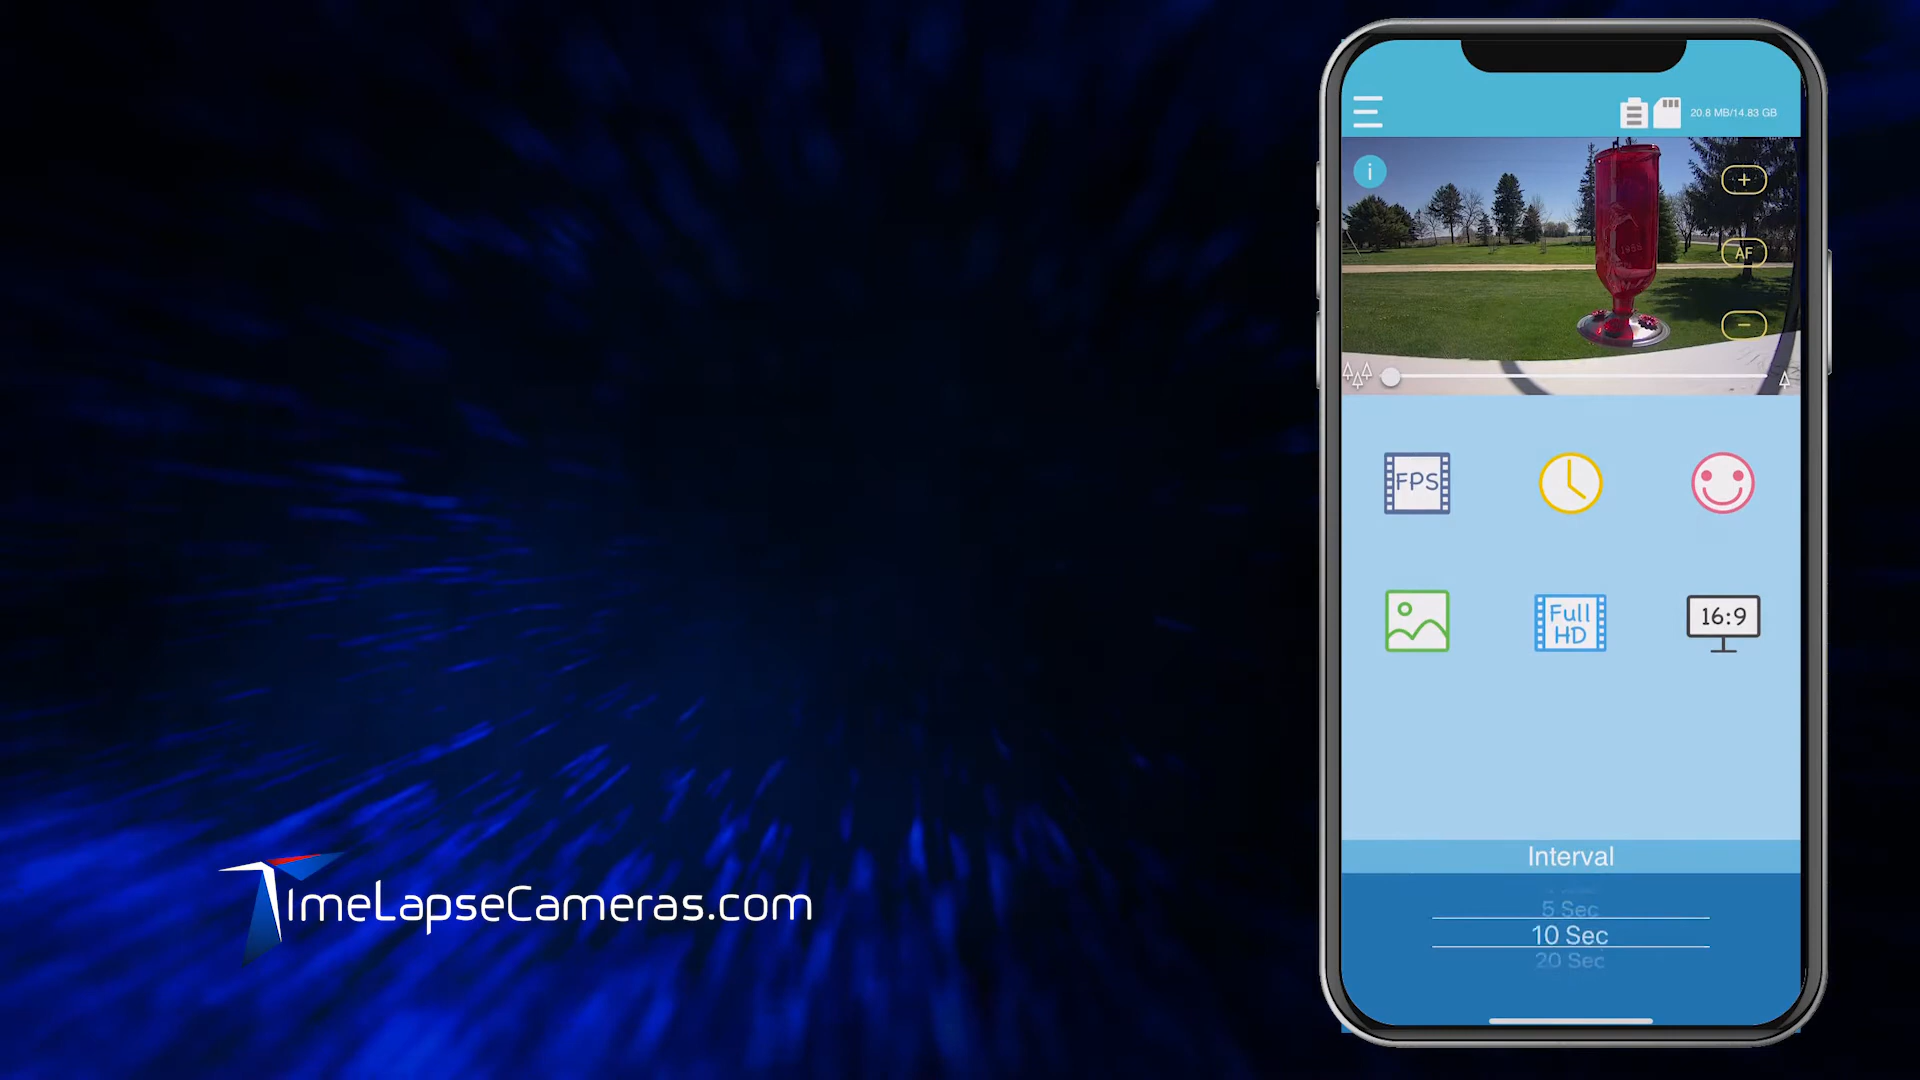 20.8 MB/14.83 GB
i
+
AF
−
FPS
Full
HD
16:9
Interval
5 Sec
10 Sec
20 Sec
TImeLapseCameras.com